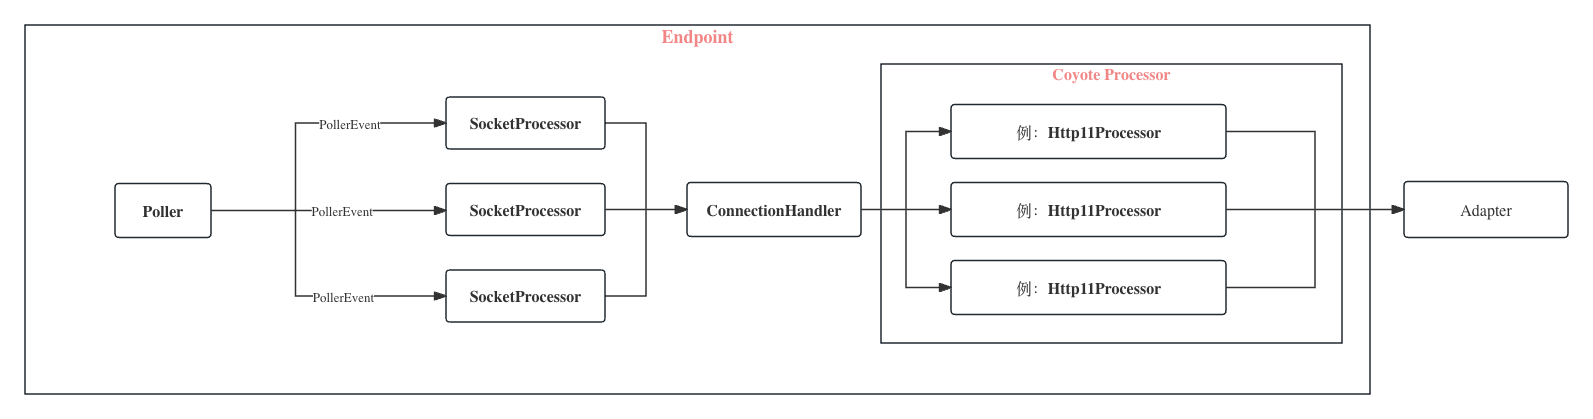 Endpoint
Coyote Processor
PollerEvent
SocketProcessor
例：Http11Processor
Poller
PollerEvent
SocketProcessor
ConnectionHandler
例：Http11Processor
Adapter
PollerEvent
SocketProcessor
例：Http11Processor